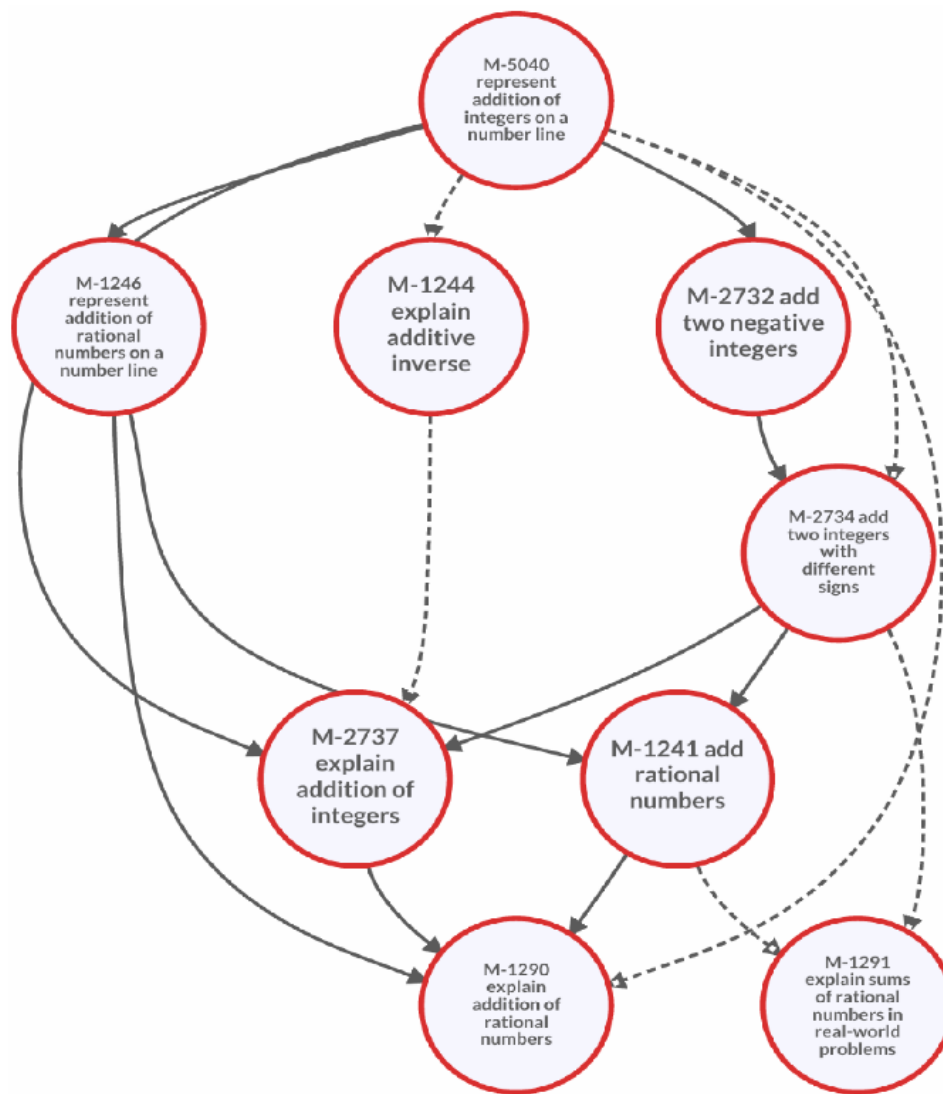 M-5040
represent
addition of
integers on a
number line
M-1246
represent
addition of
rational
numbers on a
number line
M-1244
explain
additive
inverse
M-2732 add
two negative
integers
M-2734 add
two integers
with
different
signs
M-2737
explain
addition of
integers
M-1241 add
rational
numbers
M-1290
explain
addition of
rational
numbers
M-1291
explain sums
of rational
numbers in
real-world
problems